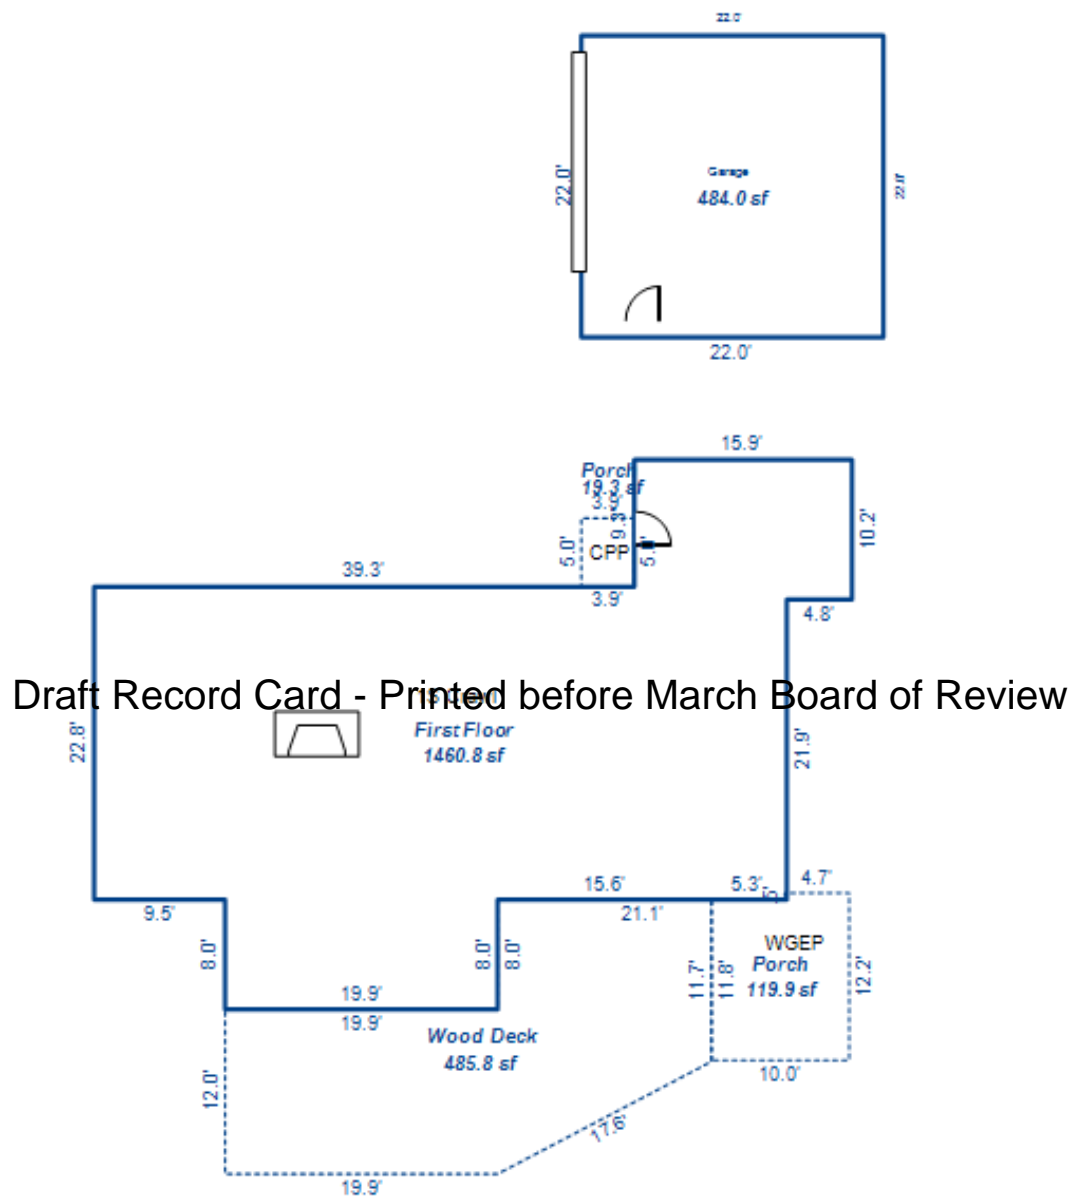 22.0'
22.0'
Garage
484.0 sf
22.0'
22.0'
15.9'
Porch
19.3 sf
3.9'
9.3'
10.2'
5.0'
CPP
5.0'
39.3'
3.9'
4.8'
Draft Record Card - Printed before March Board of Review
First Floor
1460.8 sf
22.8'
21.9'
15.6'
5.3'
4.7'
9.5'
21.1'
8.0'
8.0'
8.0'
WGEP
Porch
119.9 sf
11.7'
11.8'
12.2'
19.9'
19.9'
Wood Deck
485.8 sf
10.0'
12.0'
17.6'
19.9'